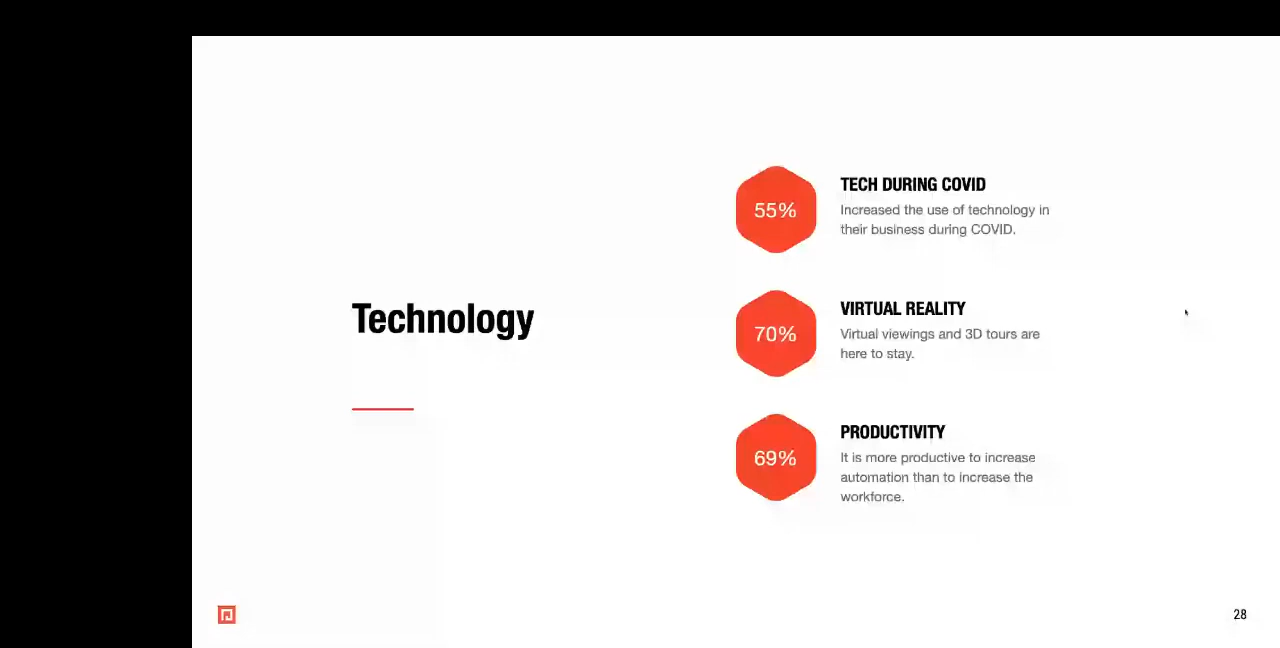 Technology
55%
TECH DURING COVID
Increased the use of technology in
their business during COVID.
70%
VIRTUAL REALITY
Virtual viewings and 3D tours are
here to stay.
69%
PRODUCTIVITY
It is more productive to increase
automation than to increase the
workforce.
28